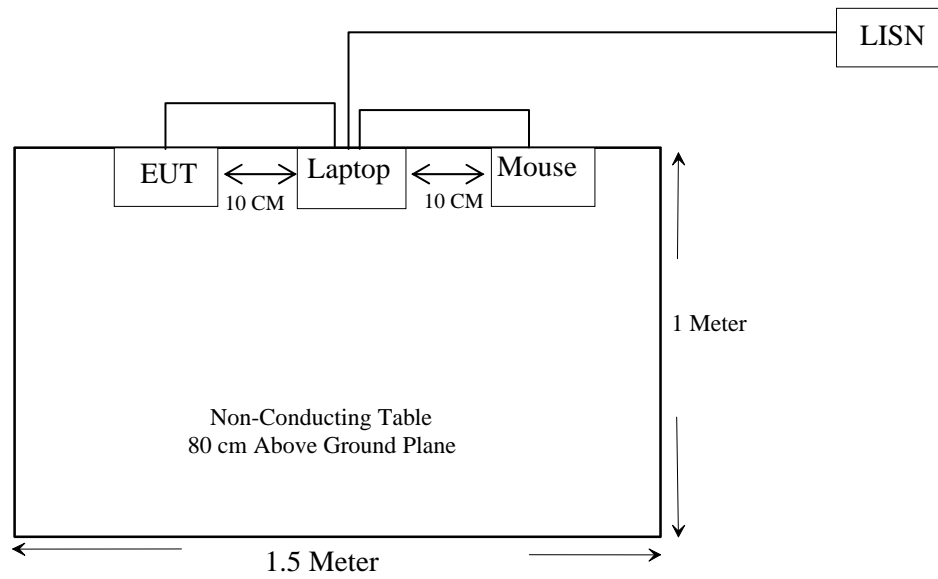 LISN
EUT
Laptop
Mouse
10 CM
10 CM
1 Meter
Non-Conducting Table
80 cm Above Ground Plane
1.5 Meter